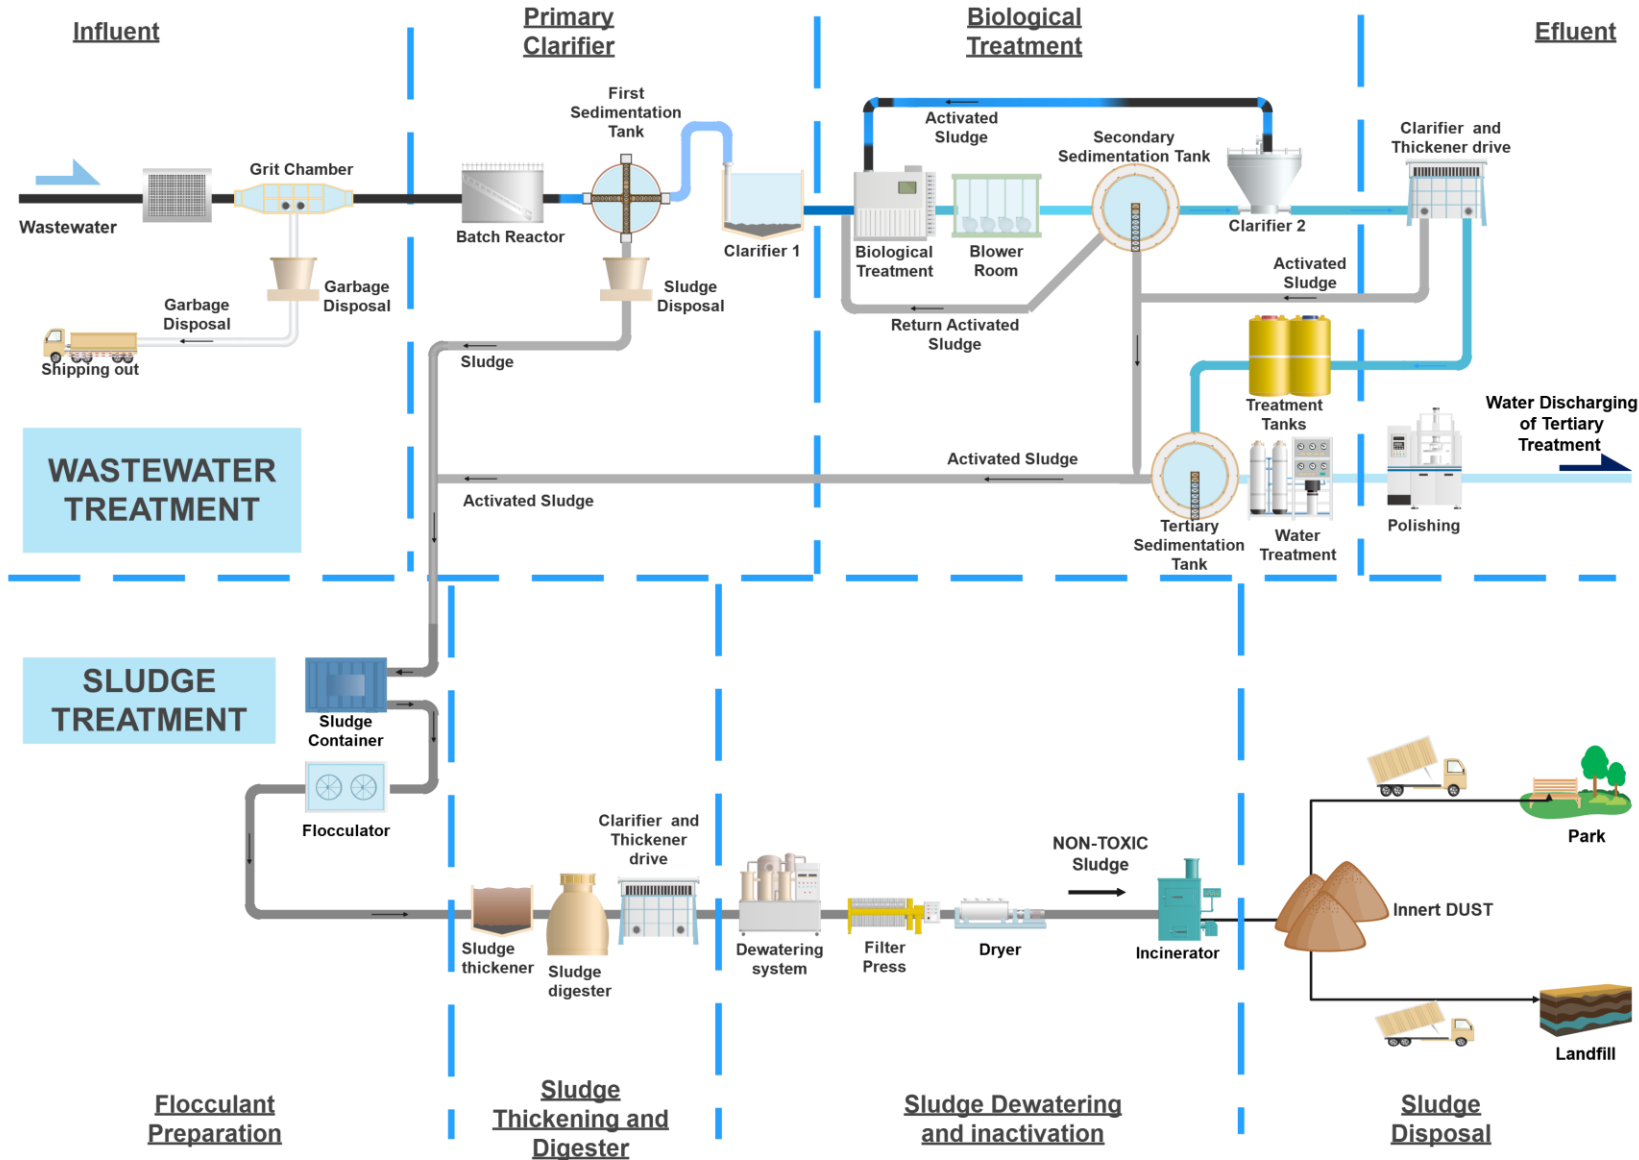 Influent
Primary
Clarifier
Biological
Treatment
Efluent
First
Sedimentation
Tank
Grit Chamber
Wastewater
Batch Reactor
Clarifier 1
Garbage
Disposal
Garbage
Disposal
Shipping out
Sludge
Disposal
Sludge
Activated
Sludge
Secondary
Sedimentation Tank
Clarifier and
Thickener drive
Biological
Treatment
Blower
Room
Clarifier 2
Activated
Sludge
Return Activated
Sludge
Treatment
Tanks
Water Discharging
of Tertiary
Treatment
WASTEWATER
TREATMENT
Activated Sludge
Activated Sludge
Tertiary
Sedimentation
Tank
Water
Treatment
Polishing
SLUDGE
TREATMENT
Sludge
Container
Flocculator
Clarifier and
Thickener
drive
Sludge
thickener
Sludge
digester
Dewatering
system
Filter
Press
Dryer
NON-TOXIC
Sludge
Incinerator
Innert DUST
Park
Landfill
Flocculant
Preparation
Sludge
Thickening and
Digester
Sludge Dewatering
and inactivation
Sludge
Disposal